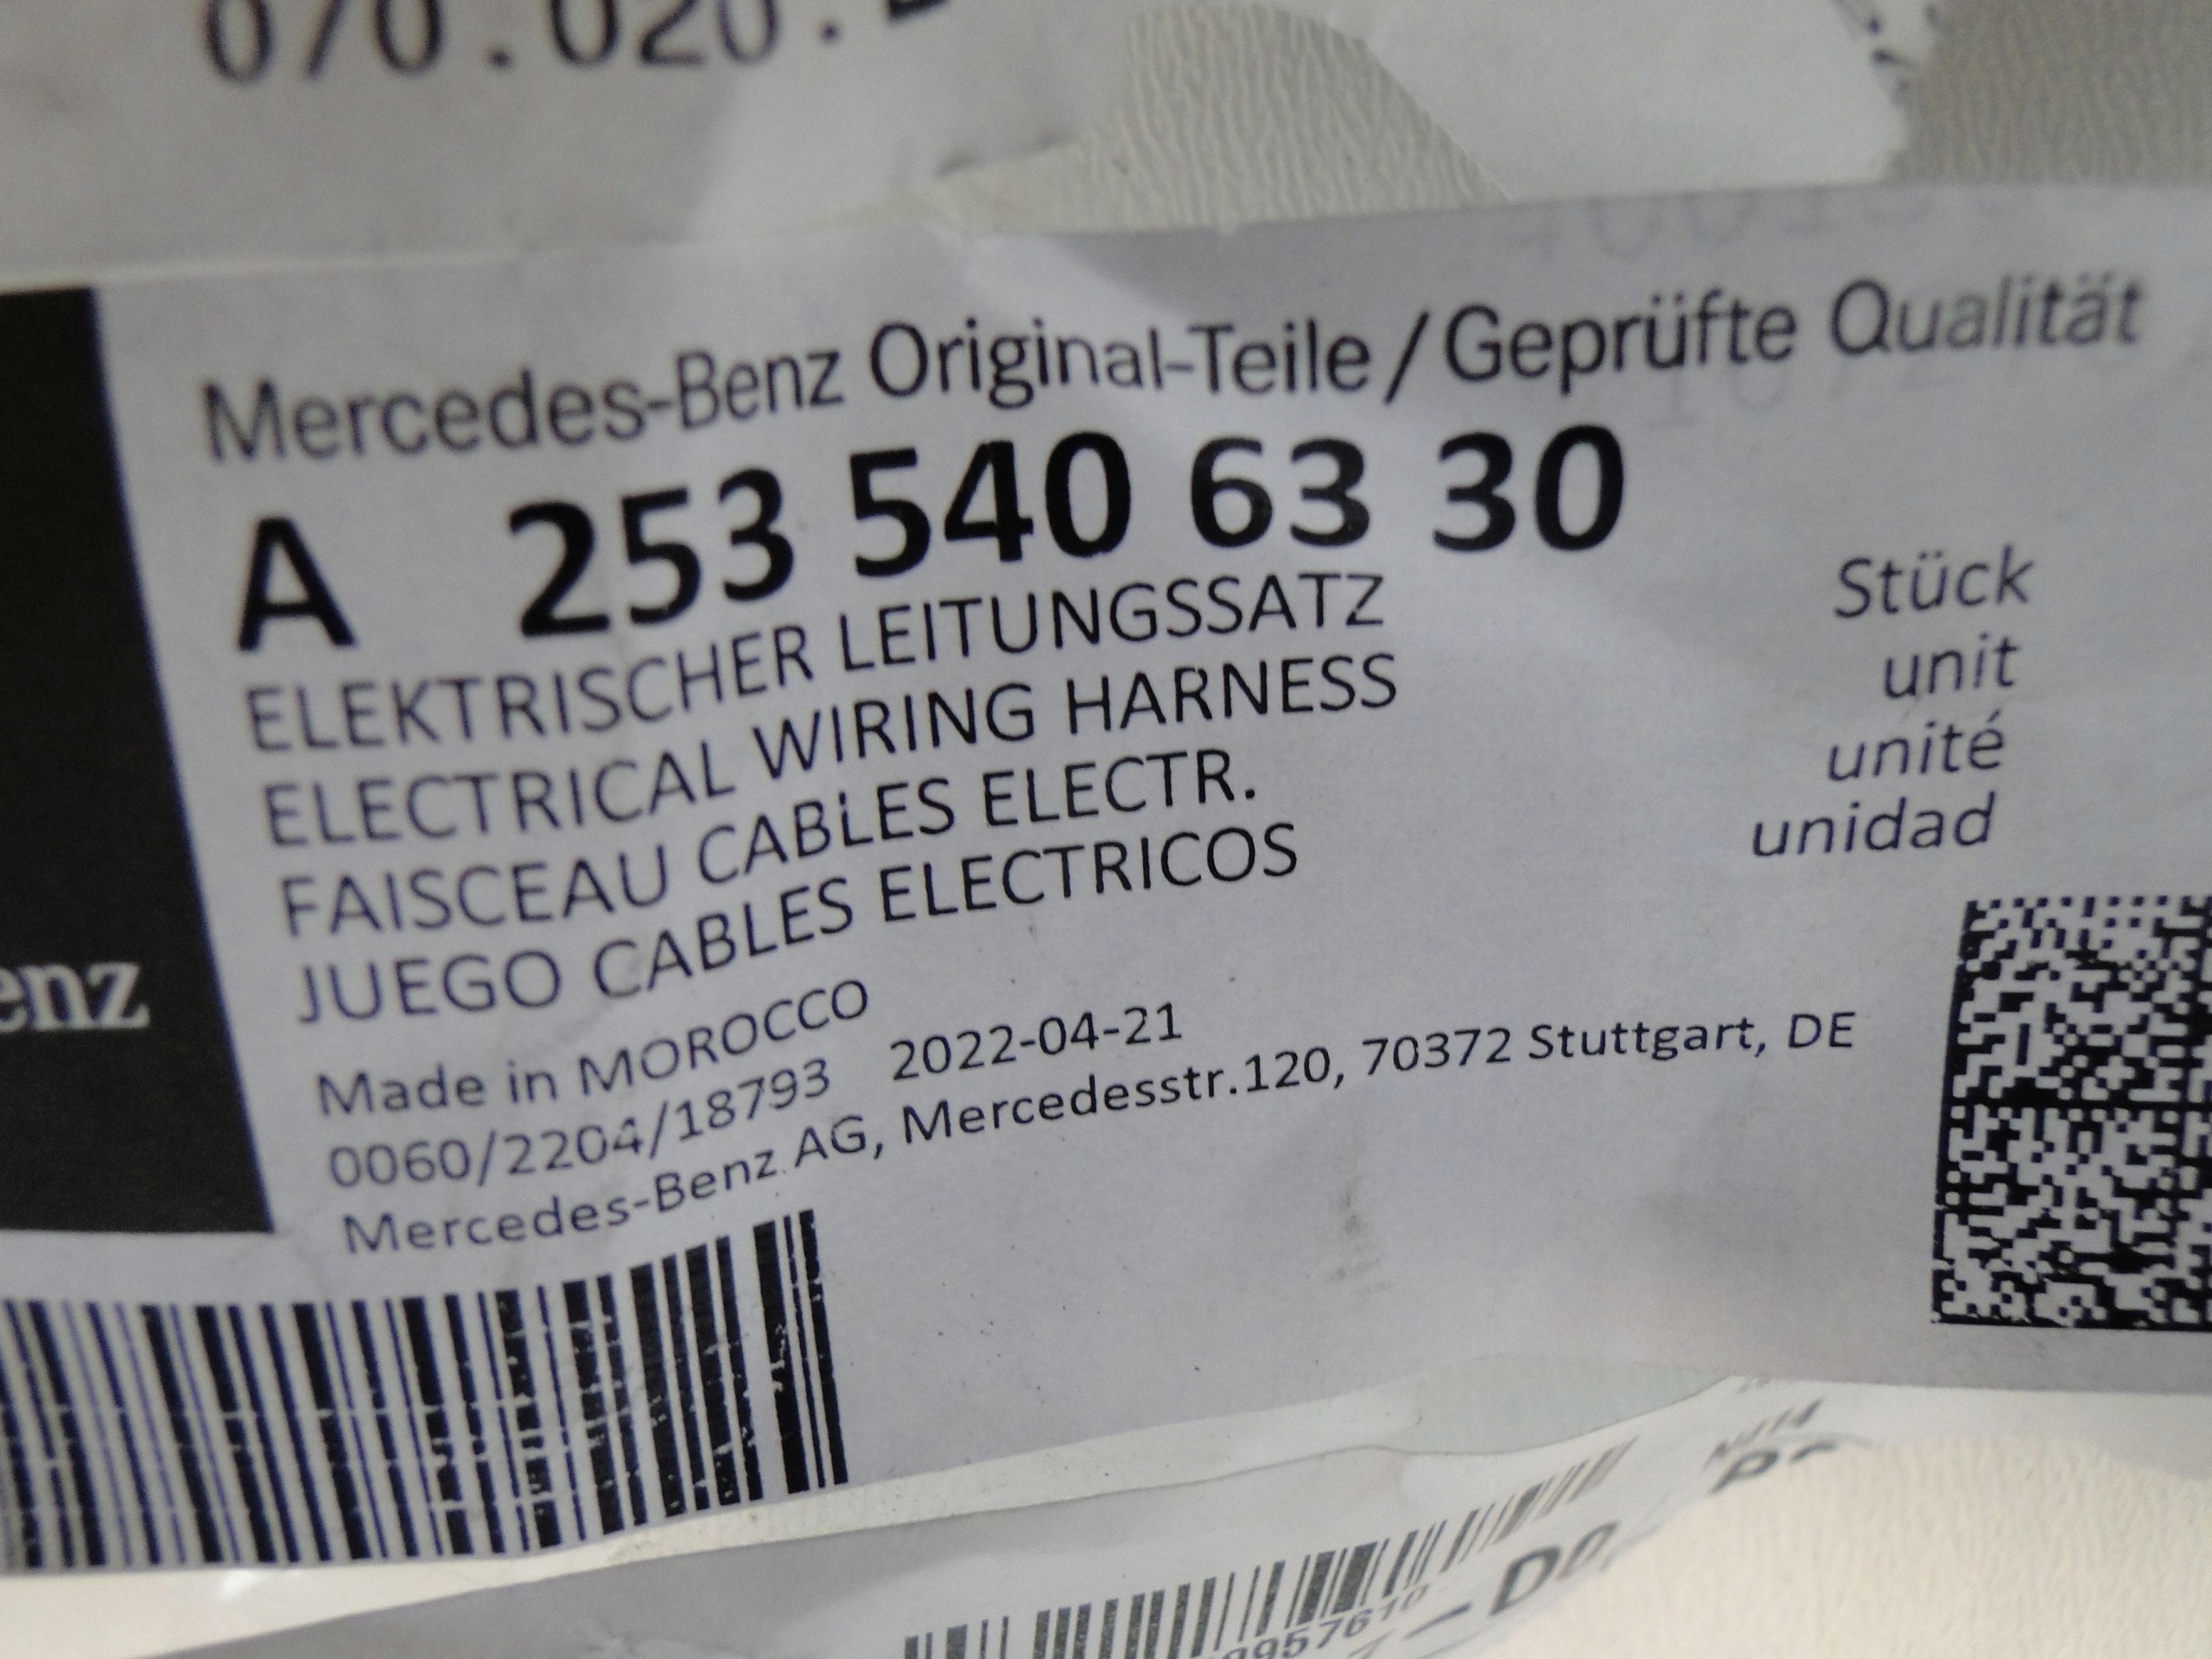 070.020.
Mercedes-Benz Original-Teile / Geprüfte Qualität
A 253 540 63 30
ELEKTRISCHER LEITUNGSSATZ
ELECTRICAL WIRING HARNESS
FAISCEAU CABLES ELECTR.
JUEGO CABLES ELECTRICOS
Stück
unit
unité
unidad
enz
Made in MOROCCO
0060/2204/18793 2022-04-21
Mercedes-Benz AG, Mercedesstr.120, 70372 Stuttgart, DE